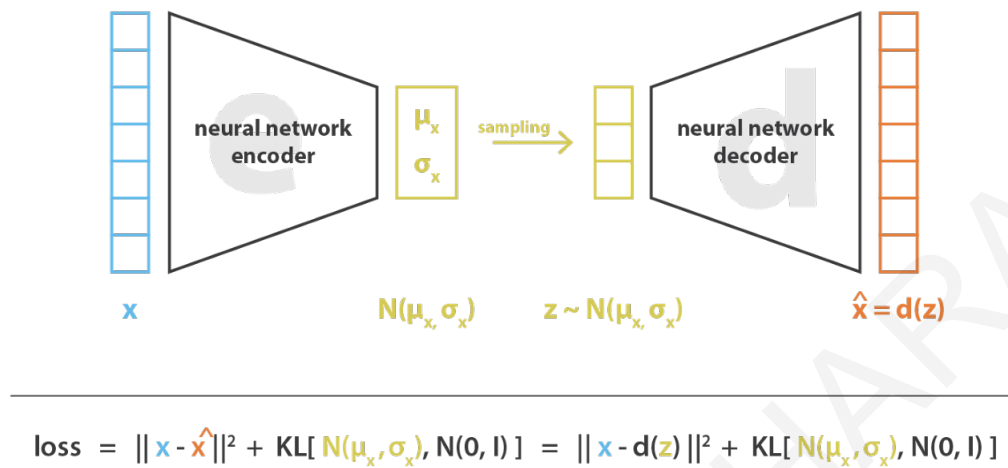 e
neural network
encoder
μₓ
σₓ
sampling
d
neural network
decoder
x
N(μₓ, σₓ)
z ~ N(μₓ, σₓ)
x̂ = d(z)
loss = || x - x̂ ||² + KL[ N(μₓ, σₓ), N(0, I) ] = || x - d(z) ||² + KL[ N(μₓ, σₓ), N(0, I) ]
HARA